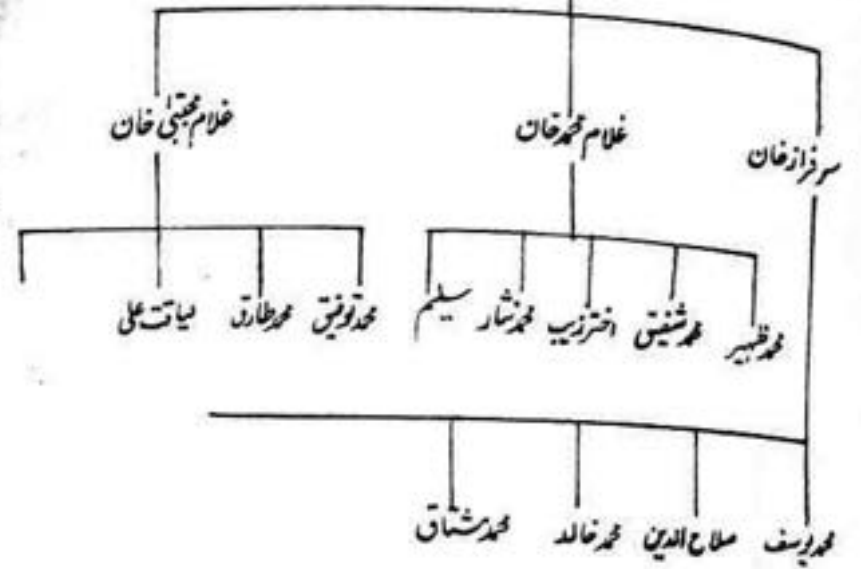 سرفراز خان غلام محمد خان غلام مجتبیٰ خان
محمد ظہیر محمد شفیق اختر زیب محمد نثار سلیم محمد توفیق محمد طارق لیاقت علی
محمد یوسف صلاح الدین محمد خالد محمد مشتاق